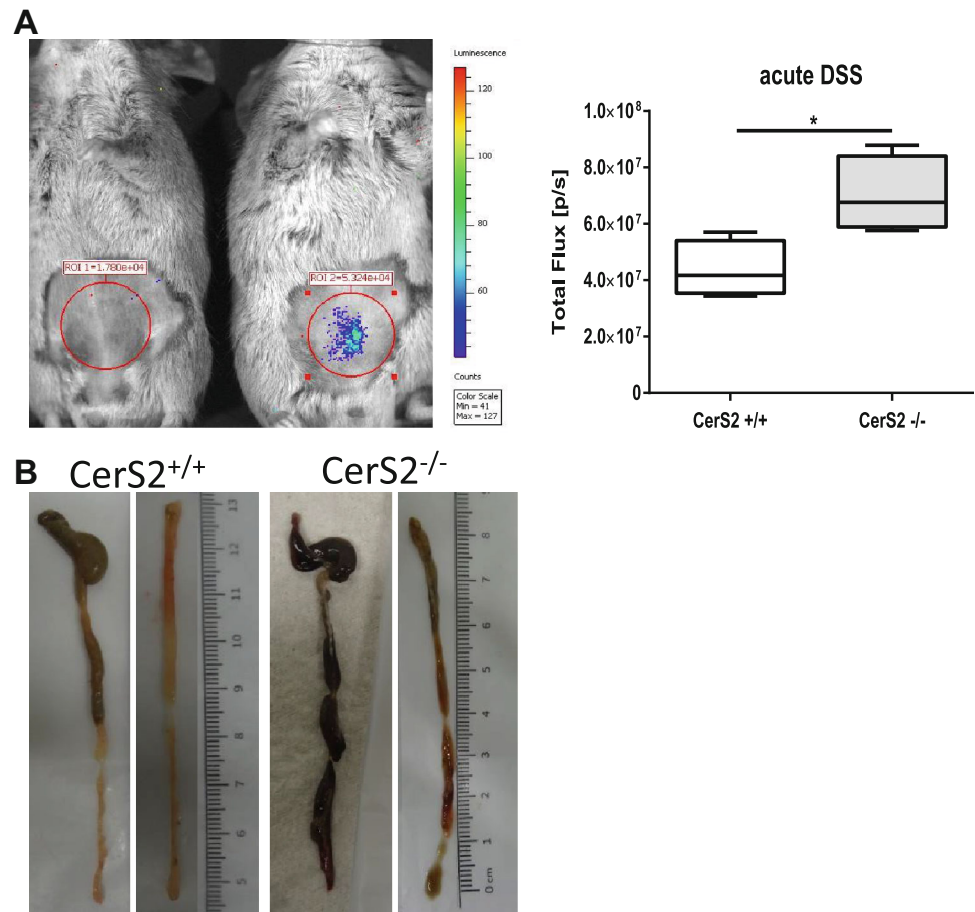 A
ROI 1=1.780e+04
ROI 2=5.324e+04
Luminescence
120
100
80
60
Counts
Color Scale
Min = 41
Max = 127
acute DSS
*
Total Flux [p/s]
1.0×10⁸
8.0×10⁷
6.0×10⁷
4.0×10⁷
2.0×10⁷
0
CerS2 +/+
CerS2 -/-
B
CerS2+/+
CerS2-/-
13
12
11
10
9
8
7
6
5
8
7
6
5
4
3
2
1
0 cm